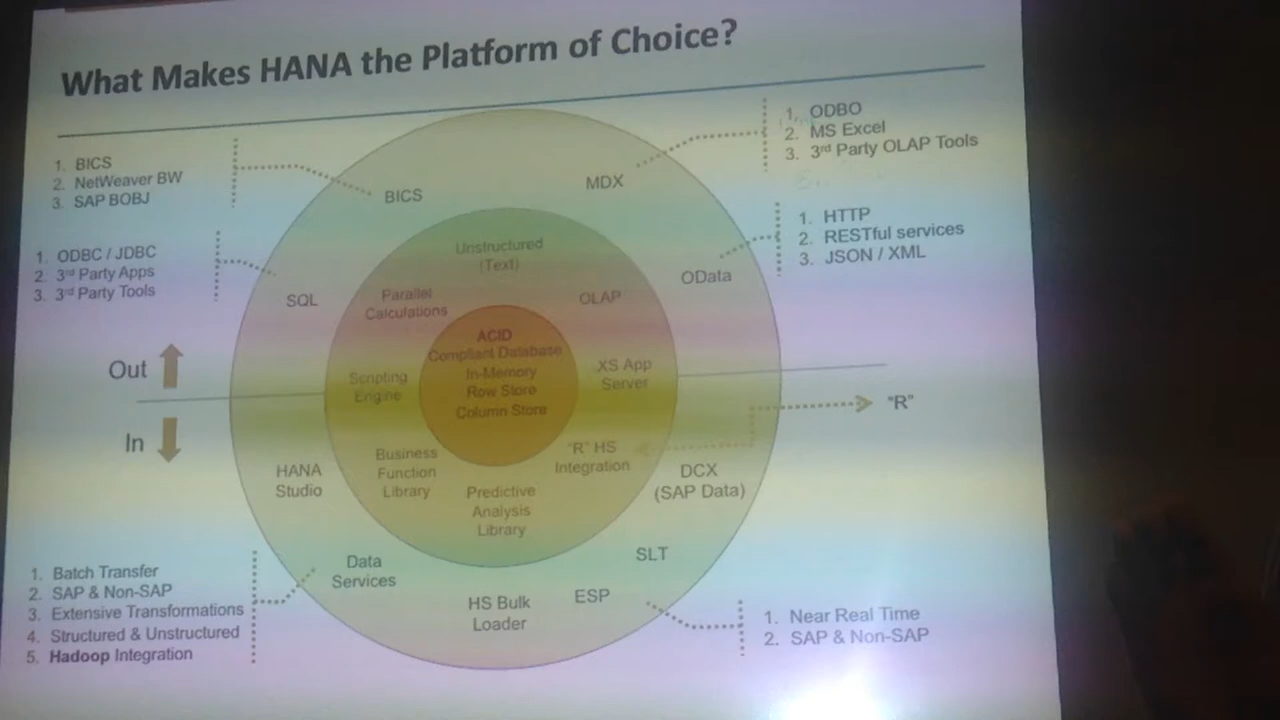 What Makes HANA the Platform of Choice?
1. BICS
2. NetWeaver BW
3. SAP BOBJ
1. ODBC / JDBC
2. 3rd Party Apps
3. 3rd Party Tools
1. ODBO
2. MS Excel
3. 3rd Party OLAP Tools
1. HTTP
2. RESTful services
3. JSON / XML
BICS
MDX
SQL
OData
Unstructured
(Text)
Parallel
Calculations
OLAP
ACID
Compliant Database
In-Memory
Row Store
Column Store
Scripting
Engine
XS App
Server
Out
In
"R"
Business
Function
Library
Predictive
Analysis
Library
"R" HS
Integration
HANA
Studio
DCX
(SAP Data)
Data
Services
HS Bulk
Loader
ESP
SLT
1. Batch Transfer
2. SAP & Non-SAP
3. Extensive Transformations
4. Structured & Unstructured
5. Hadoop Integration
1. Near Real Time
2. SAP & Non-SAP